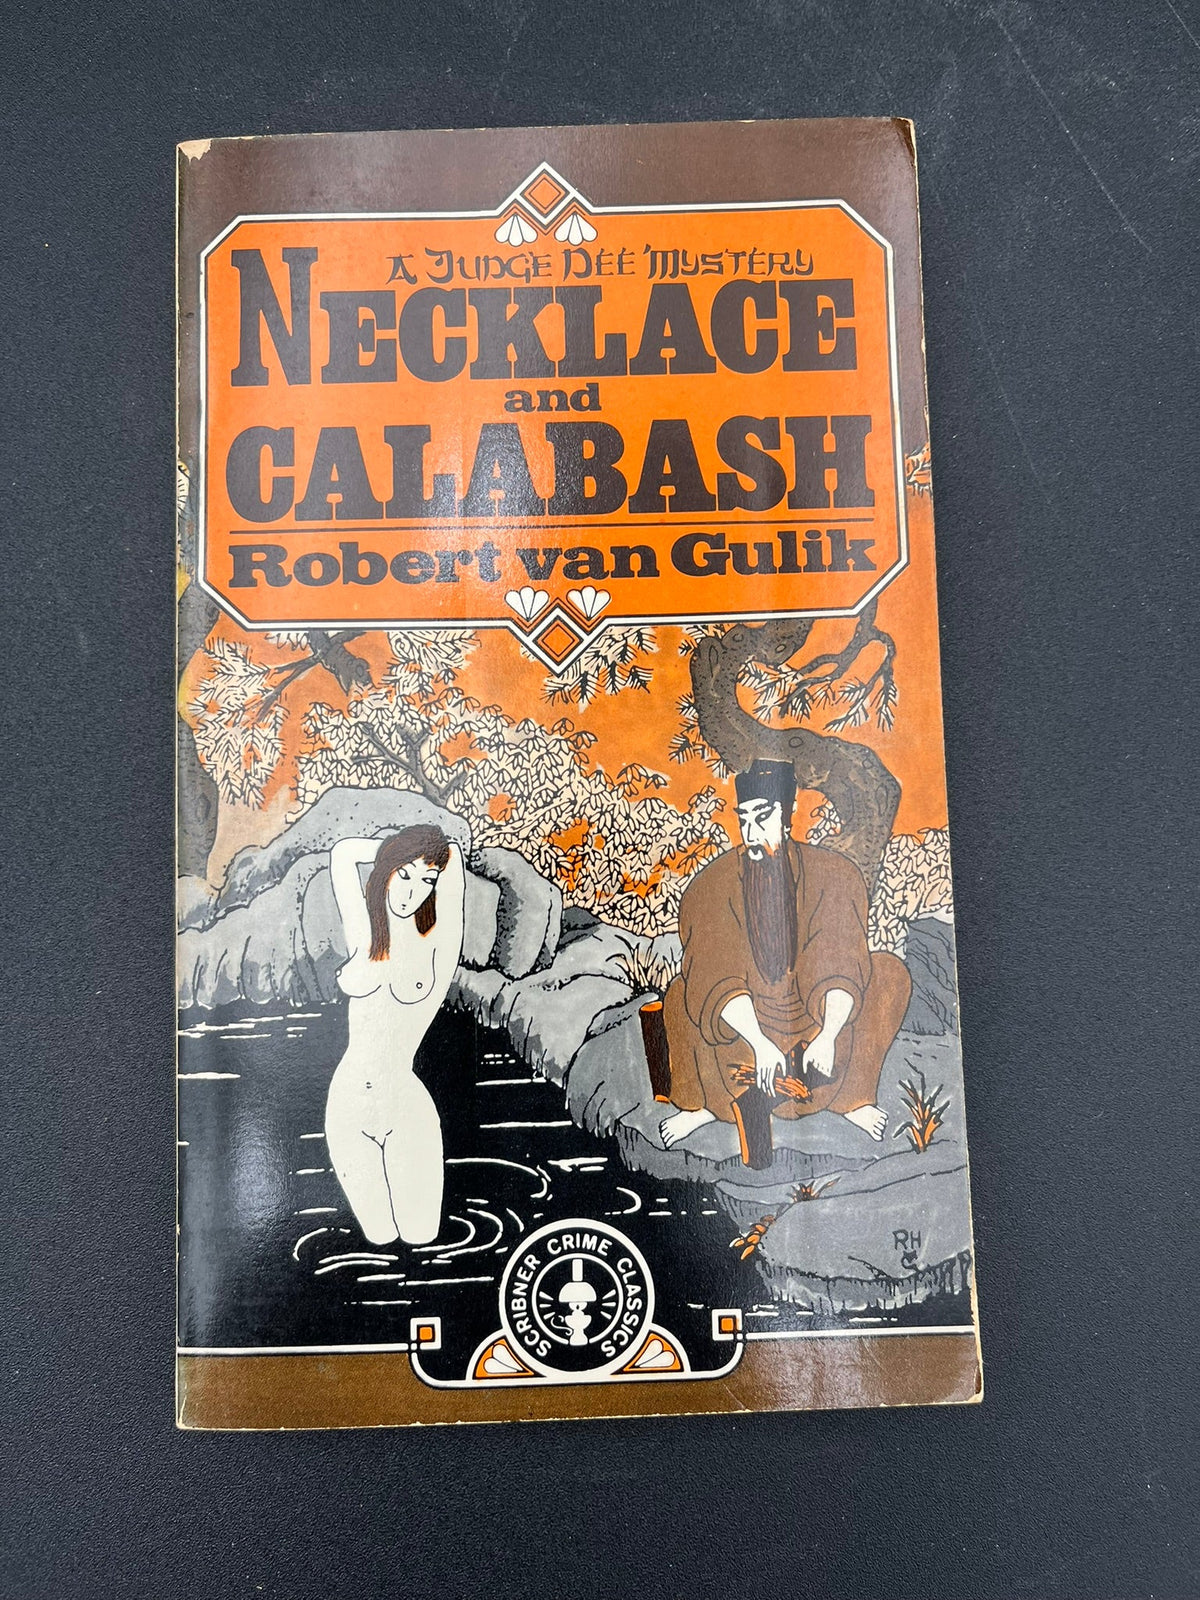 A JUDGE DEE MYSTERY
NECKLACE
and
CALABASH
Robert van Gulik
RH
SCRIBNER CRIME CLASSICS